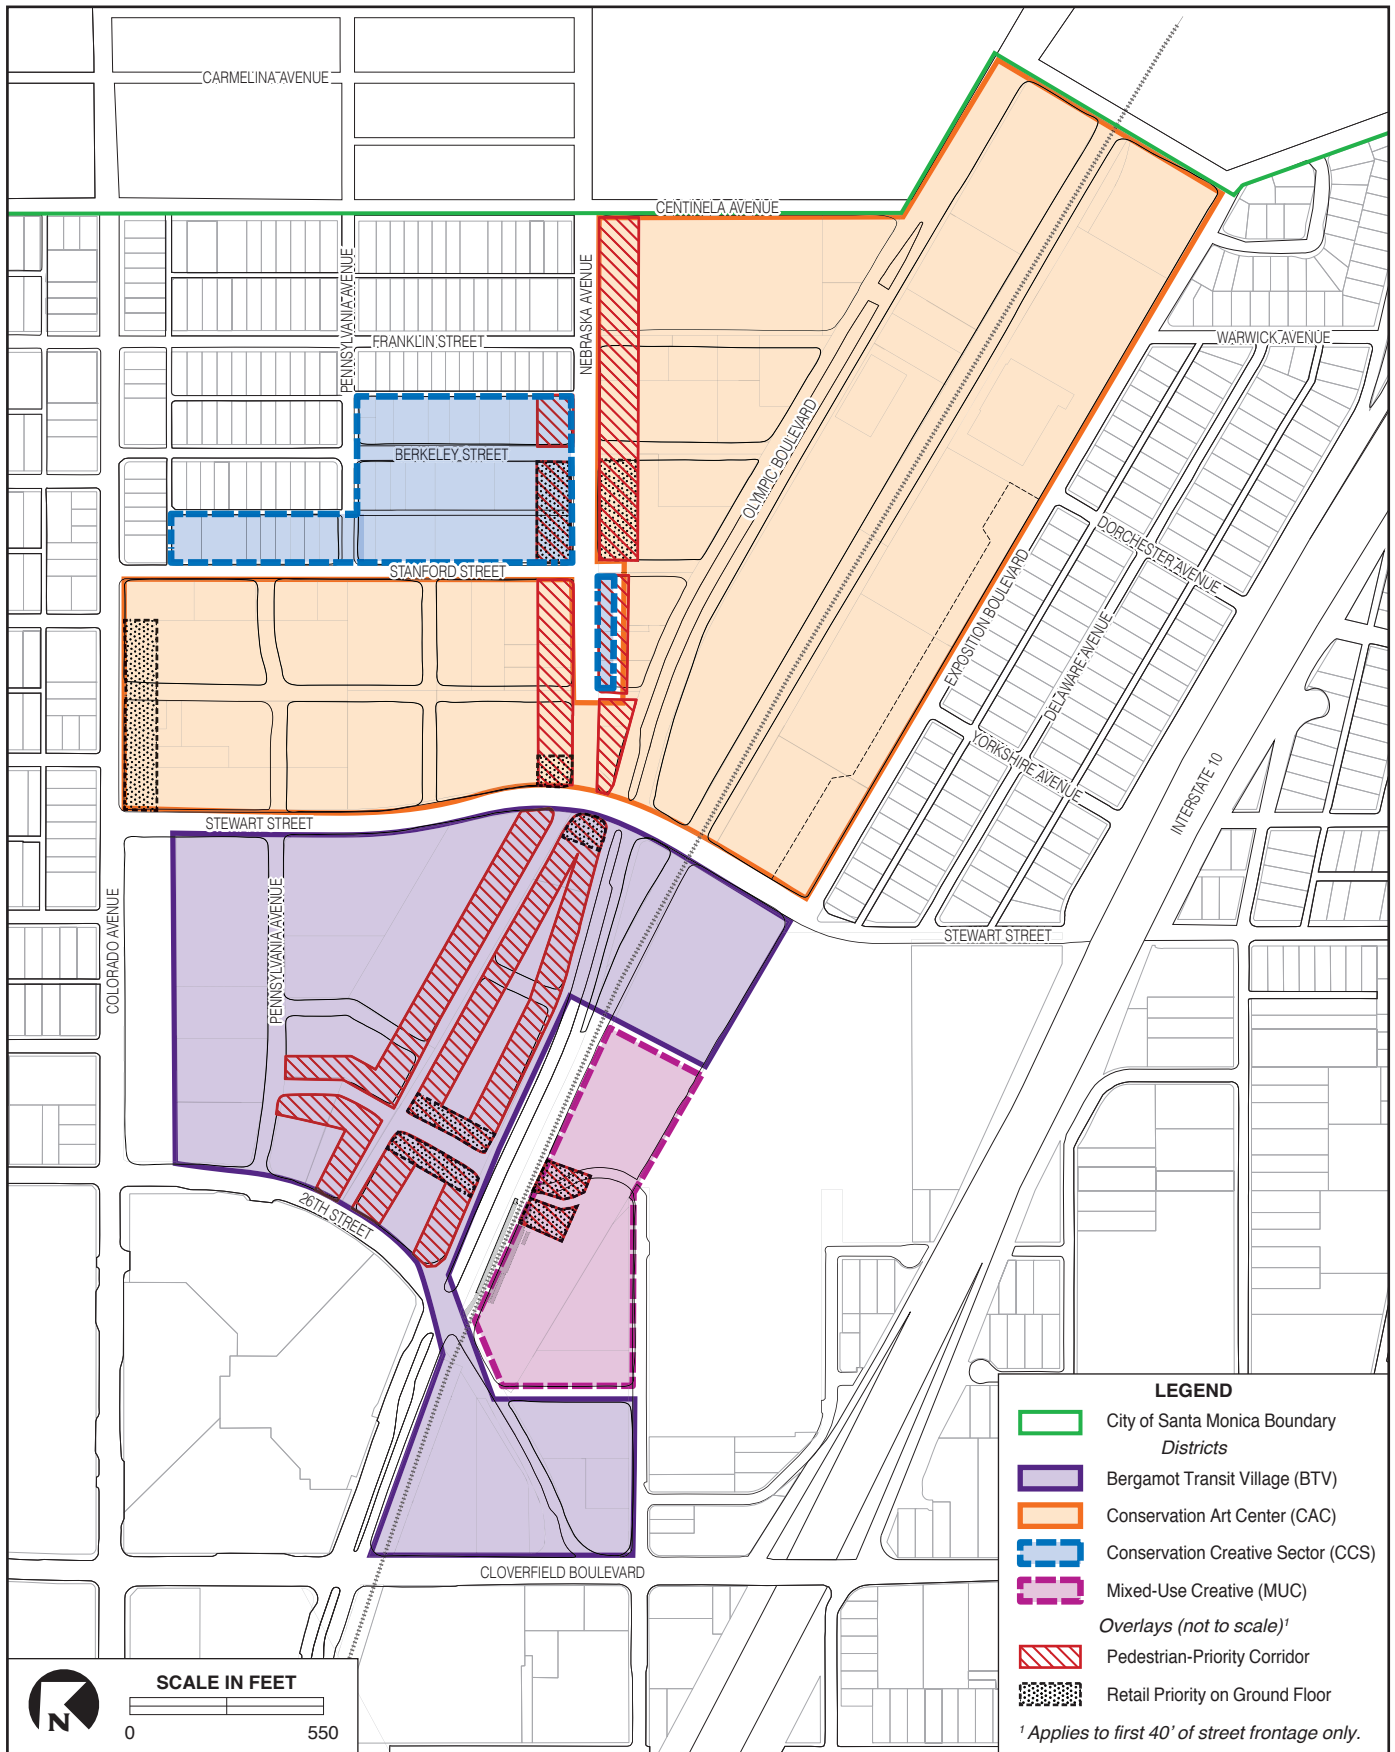 CARMELINA AVENUE
CENTINELA AVENUE
PENNSYLVANIA AVENUE
NEBRASKA AVENUE
FRANKLIN STREET
WARWICK AVENUE
BERKELEY STREET
OLYMPIC BOULEVARD
DORCHESTER AVENUE
STANFORD STREET
EXPOSITION BOULEVARD
DELAWARE AVENUE
YORKSHIRE AVENUE
INTERSTATE 10
STEWART STREET
COLORADO AVENUE
PENNSYLVANIA AVENUE
STEWART STREET
26TH STREET
CLOVERFIELD BOULEVARD
LEGEND
City of Santa Monica Boundary
Districts
Bergamot Transit Village (BTV)
Conservation Art Center (CAC)
Conservation Creative Sector (CCS)
Mixed-Use Creative (MUC)
Overlays (not to scale)¹
Pedestrian-Priority Corridor
Retail Priority on Ground Floor
¹ Applies to first 40' of street frontage only.
N
SCALE IN FEET
0 550